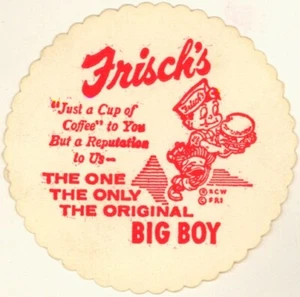 Frisch's
"Just a Cup of
Coffee" to You
But a Reputation
to Us—
THE ONE
THE ONLY
THE ORIGINAL
BIG BOY
Frisch's
© R C W
© F R I